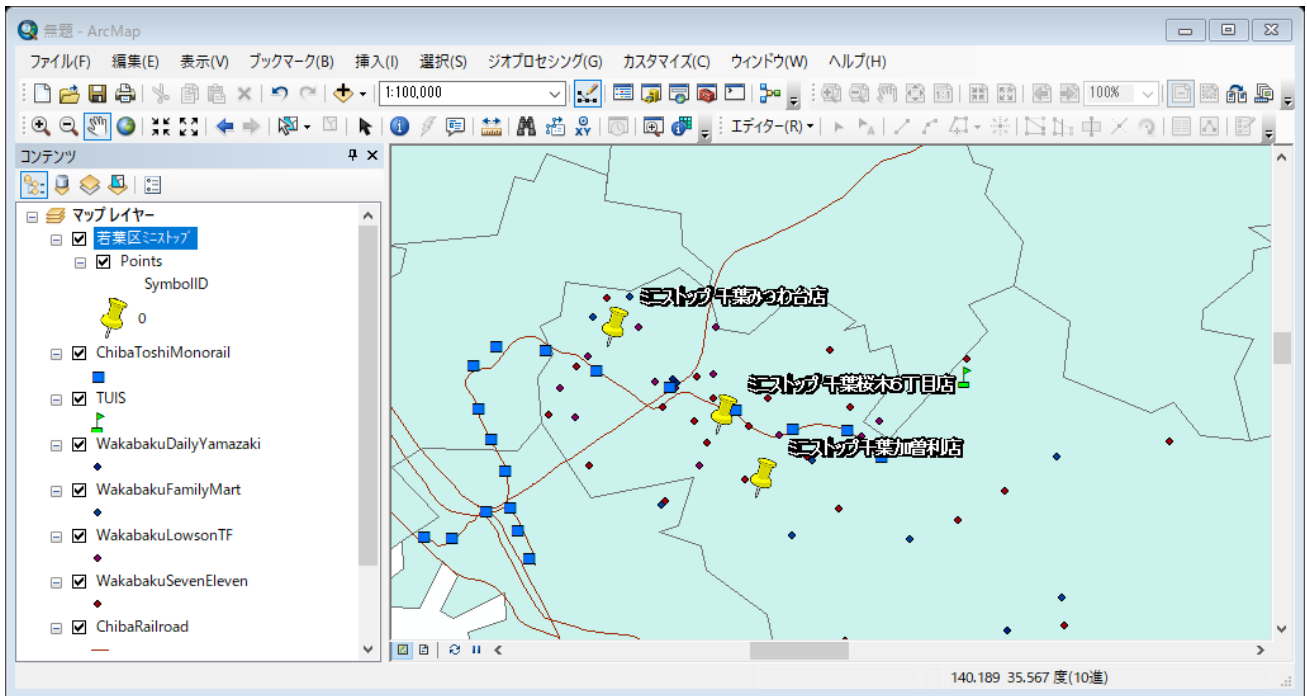 無題 - ArcMap
ファイル(F) 編集(E) 表示(V) ブックマーク(B) 挿入(I) 選択(S) ジオプロセシング(G) カスタマイズ(C) ウィンドウ(W) ヘルプ(H)
1:100,000
100%
エディター(R)
コンテンツ
マップ レイヤー
若葉区ミニストップ
Points
SymbolID
0
ChibaToshiMonorail
TUIS
WakabakuDailyYamazaki
WakabakuFamilyMart
WakabakuLowsonTF
WakabakuSevenEleven
ChibaRailroad
ミニストップ 千葉みつわ台店
ミニストップ 千葉桜木6丁目店
ミニストップ 千葉加曽利店
140.189 35.567 度(10進)